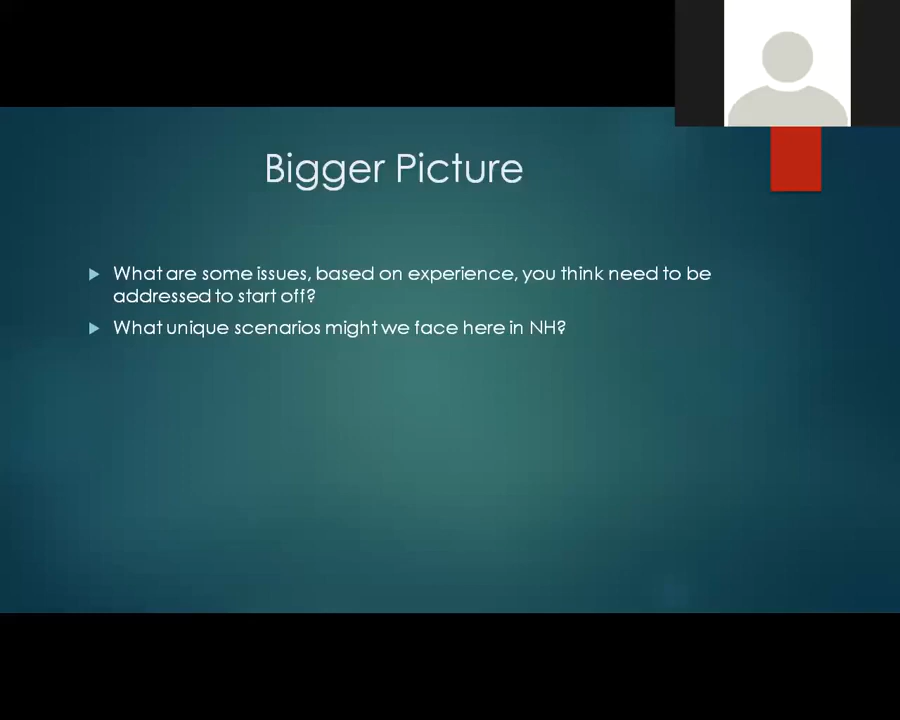 Bigger Picture
What are some issues, based on experience, you think need to be
addressed to start off?
What unique scenarios might we face here in NH?